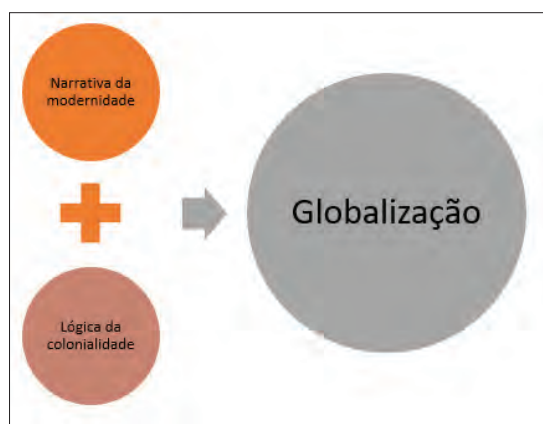 Narrativa da
modernidade
Lógica da
colonialidade
Globalização